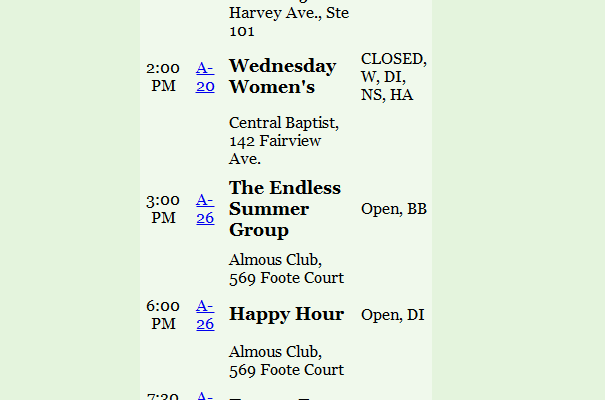 Harvey Ave., Ste
101
2:00
PM
A-
20
Wednesday
Women's
CLOSED,
W, DI,
NS, HA
Central Baptist,
142 Fairview
Ave.
3:00
PM
A-
26
The Endless
Summer
Group
Open, BB
Almous Club,
569 Foote Court
6:00
PM
A-
26
Happy Hour
Open, DI
Almous Club,
569 Foote Court
7:30
A-